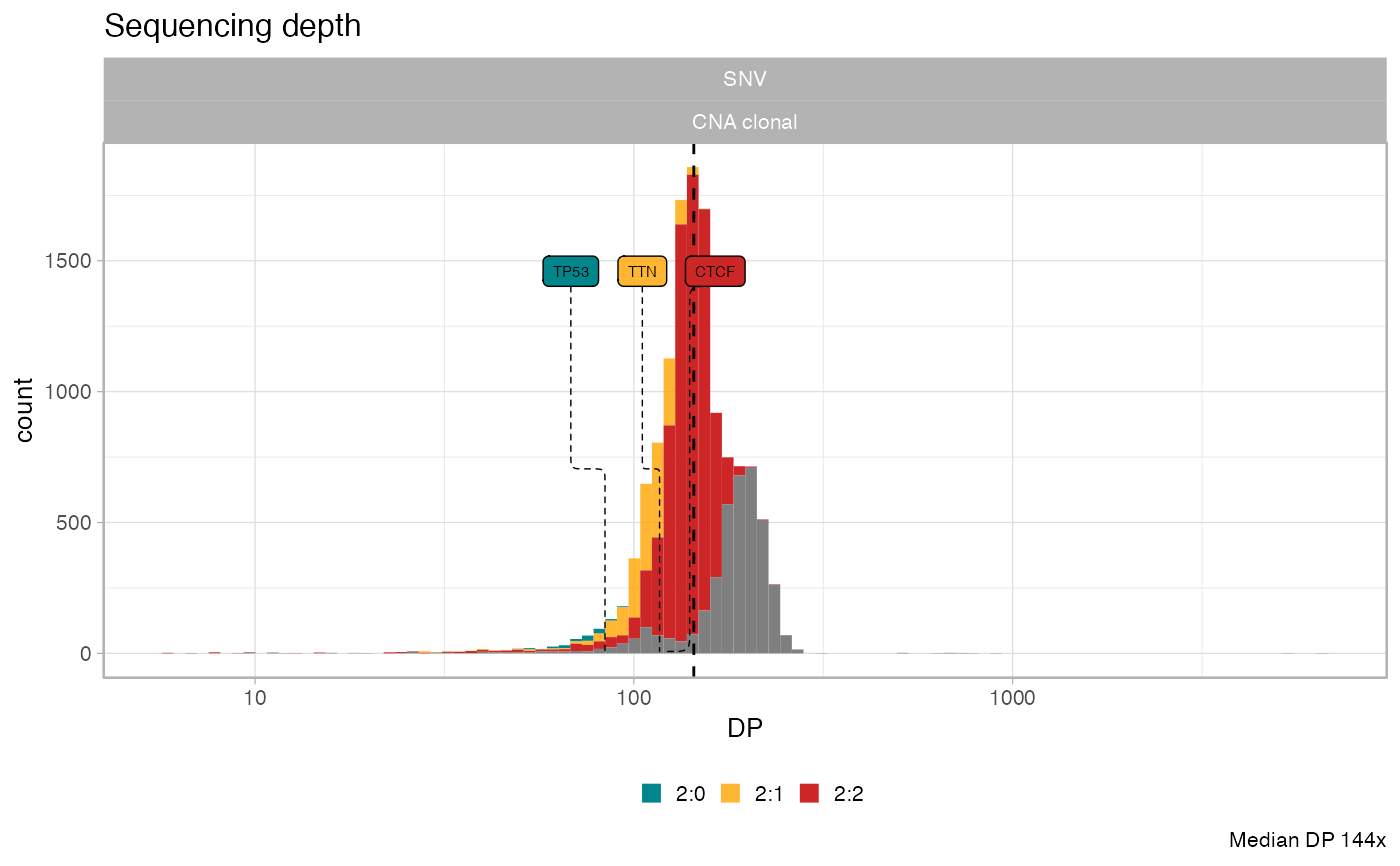 Sequencing depth
SNV
CNA clonal
1500
1000
500
0
count
TP53 TTN CTCF
10 100 1000
DP
2:0 2:1 2:2
Median DP 144x